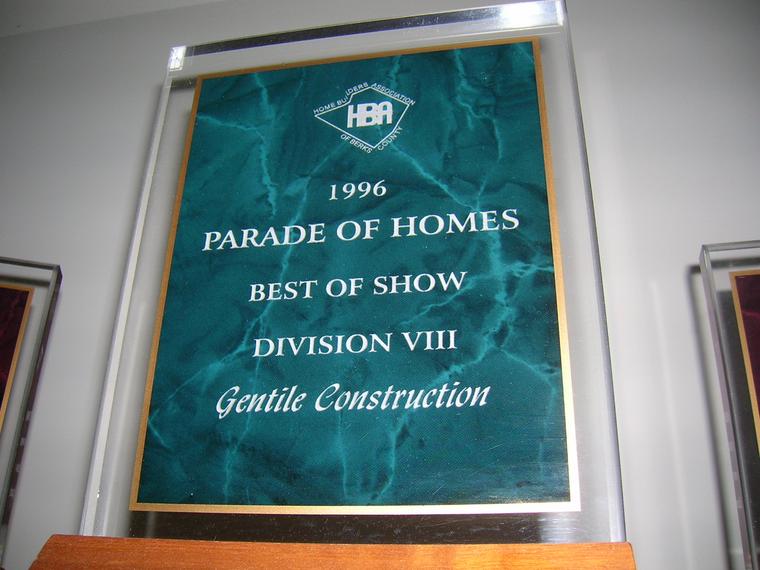 HOME BUILDERS ASSOCIATION
HBA
OF BERKS COUNTY
1996
PARADE OF HOMES
BEST OF SHOW
DIVISION VIII
Gentile Construction